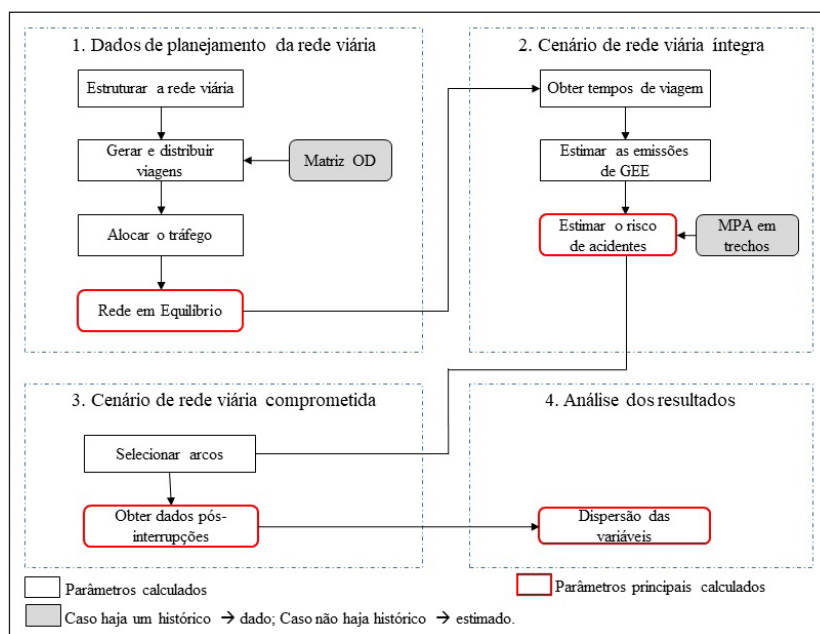 1. Dados de planejamento da rede viária
Estruturar a rede viária
Gerar e distribuir
viagens
Matriz OD
Alocar o tráfego
Rede em Equilíbrio
2. Cenário de rede viária íntegra
Obter tempos de viagem
Estimar as emissões
de GEE
Estimar o risco
de acidentes
MPA em
trechos
3. Cenário de rede viária comprometida
Selecionar arcos
Obter dados pós-
interrupções
4. Análise dos resultados
Dispersão das
variáveis
Parâmetros calculados
Parâmetros principais calculados
Caso haja um histórico → dado; Caso não haja histórico → estimado.